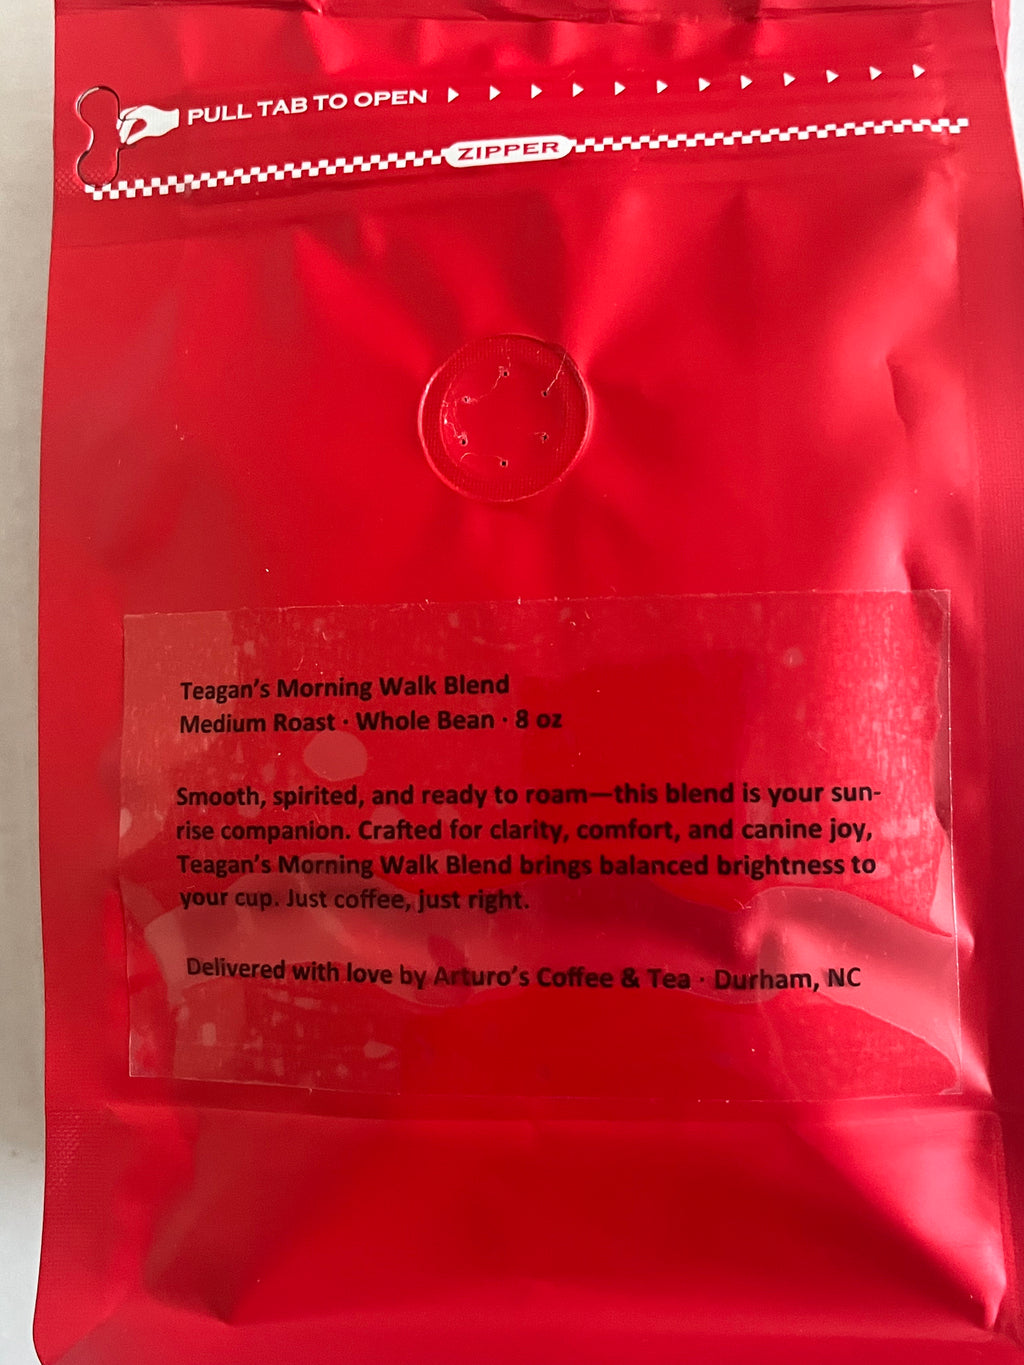 PULL TAB TO OPEN
ZIPPER
Teagan’s Morning Walk Blend
Medium Roast · Whole Bean · 8 oz
Smooth, spirited, and ready to roam—this blend is your sun-
rise companion. Crafted for clarity, comfort, and canine joy,
Teagan’s Morning Walk Blend brings balanced brightness to
your cup. Just coffee, just right.
Delivered with love by Arturo’s Coffee & Tea · Durham, NC